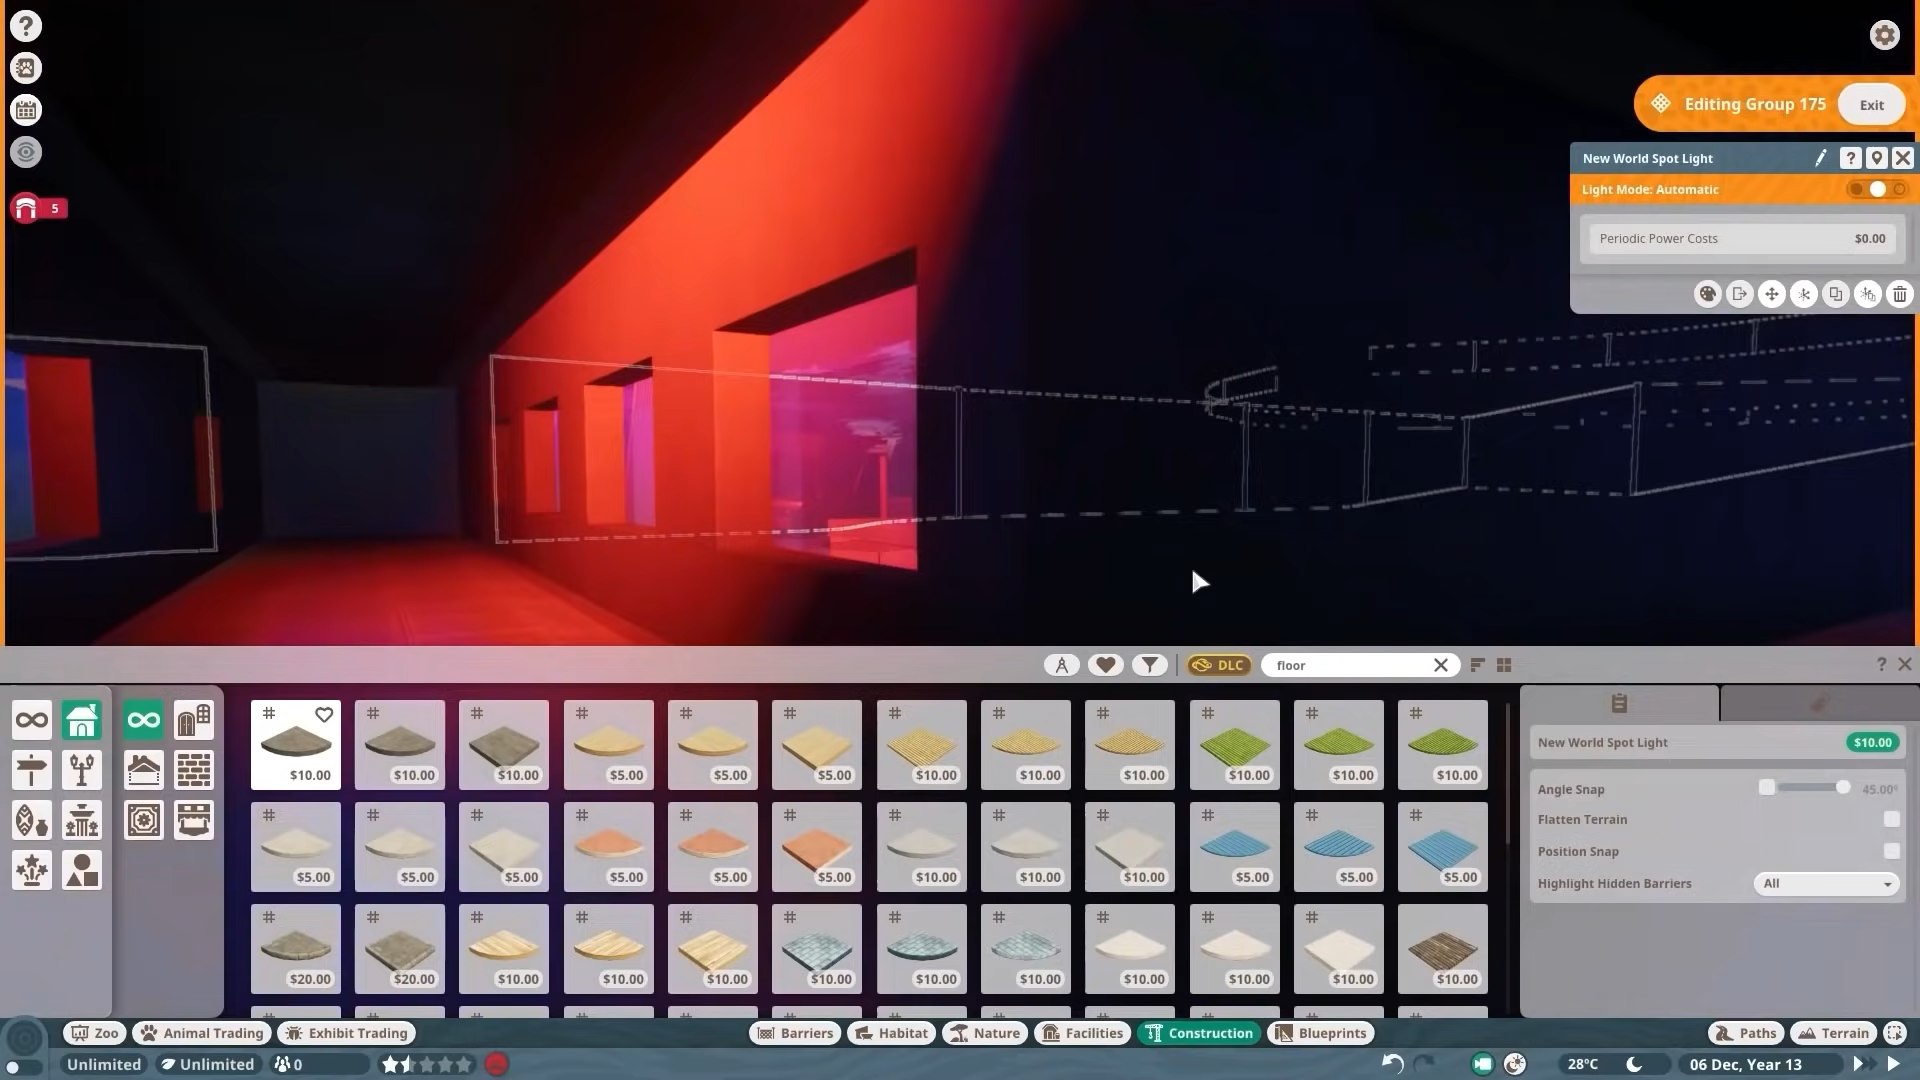 ?
5
Editing Group 175 Exit
New World Spot Light ?
Light Mode: Automatic
Periodic Power Costs $0.00
DLC floor ?
$10.00 $10.00 $10.00 $5.00 $5.00 $5.00 $10.00 $10.00 $10.00 $10.00 $10.00 $10.00
$5.00 $5.00 $5.00 $5.00 $5.00 $5.00 $10.00 $10.00 $10.00 $5.00 $5.00 $5.00
$20.00 $20.00 $10.00 $10.00 $10.00 $10.00 $10.00 $10.00 $10.00 $10.00 $10.00 $10.00
New World Spot Light $10.00
Angle Snap 45.00°
Flatten Terrain
Position Snap
Highlight Hidden Barriers All
Zoo Animal Trading Exhibit Trading Barriers Habitat Nature Facilities Construction Blueprints Paths Terrain
Unlimited Unlimited 0 28°C 06 Dec, Year 13